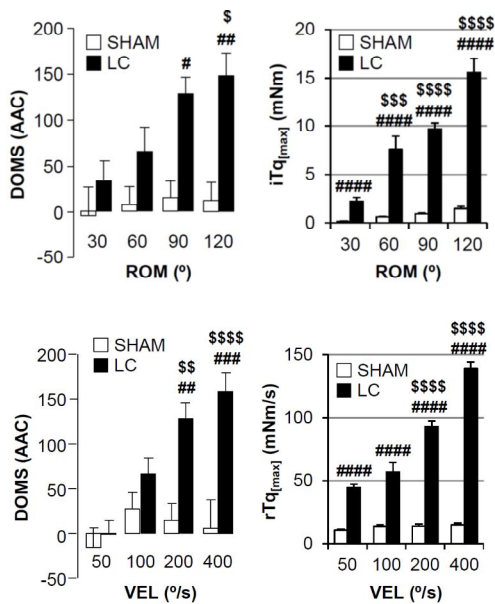 $
SHAM
LC
#
##
200
150
100
50
0
-50
DOMS (AAC)
30 60 90 120
ROM (º)
SHAM
LC
$$$$
####
$$$$
####
$$$
####
####
20
15
10
5
0
iTq[max] (mNm)
30 60 90 120
ROM (º)
SHAM
LC
$$$$
###
$$
##
200
150
100
50
0
-50
DOMS (AAC)
50 100 200 400
VEL (º/s)
SHAM
LC
$$$$
####
$$$$
####
####
####
150
100
50
0
rTq[max] (mNm/s)
50 100 200 400
VEL (º/s)